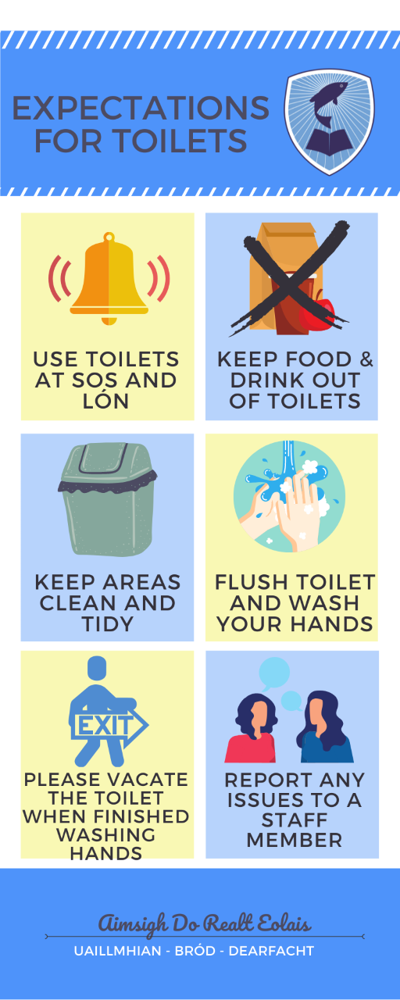 EXPECTATIONS
FOR TOILETS
USE TOILETS
AT SOS AND
LÓN
KEEP FOOD &
DRINK OUT
OF TOILETS
KEEP AREAS
CLEAN AND
TIDY
FLUSH TOILET
AND WASH
YOUR HANDS
EXIT
PLEASE VACATE
THE TOILET
WHEN FINISHED
WASHING
HANDS
REPORT ANY
ISSUES TO A
STAFF
MEMBER
Aimsigh Do Realt Eolais
UAILLMHIAN - BRÓD - DEARFACHT